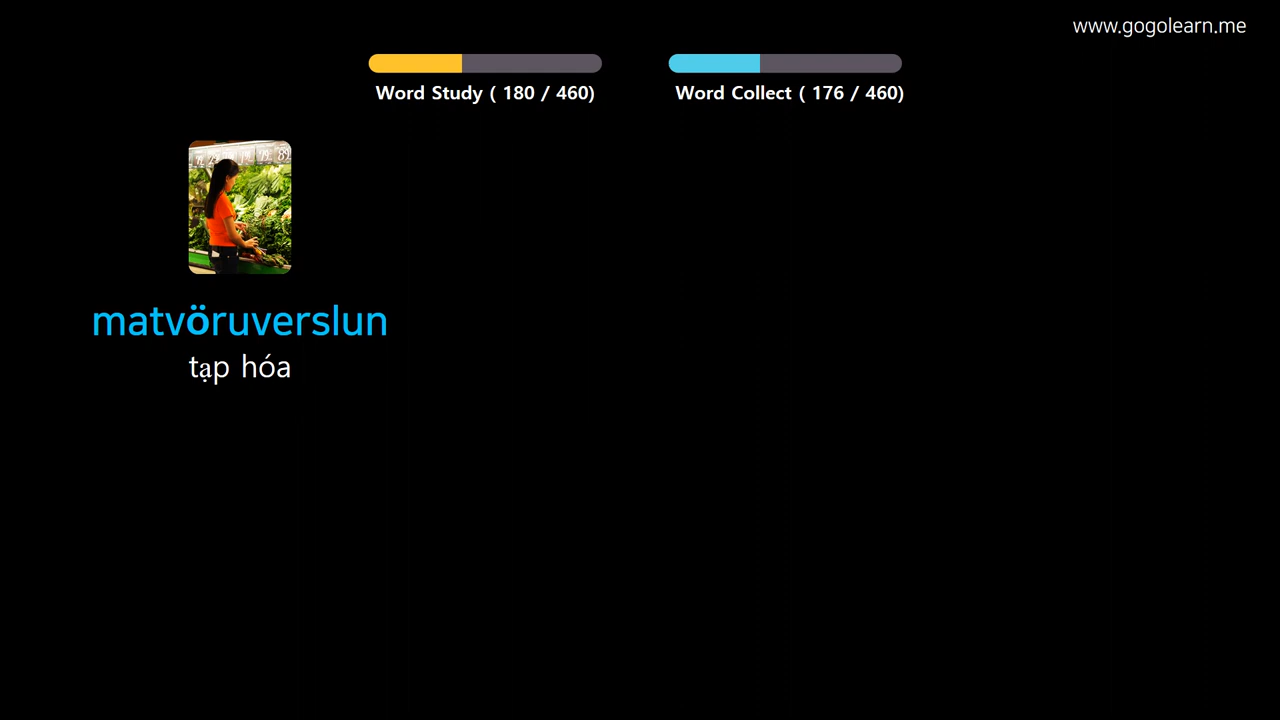 www.gogolearn.me
Word Study ( 180 / 460)
Word Collect ( 176 / 460)
matvöruverslun
tạp hóa